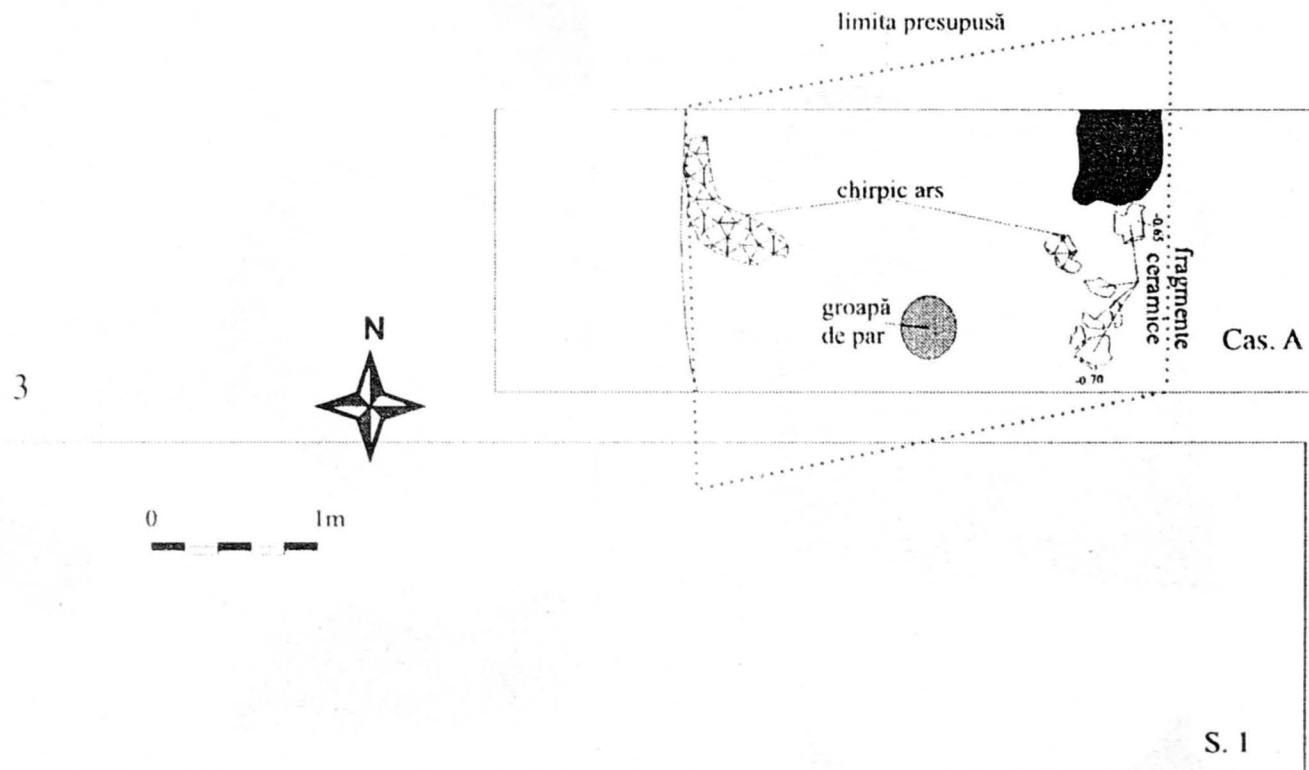 limita presupusă
chirpic ars
-0.65
fragmente
ceramice
groapă
de par
-0.70
Cas. A
N
3
0 1m
S. 1